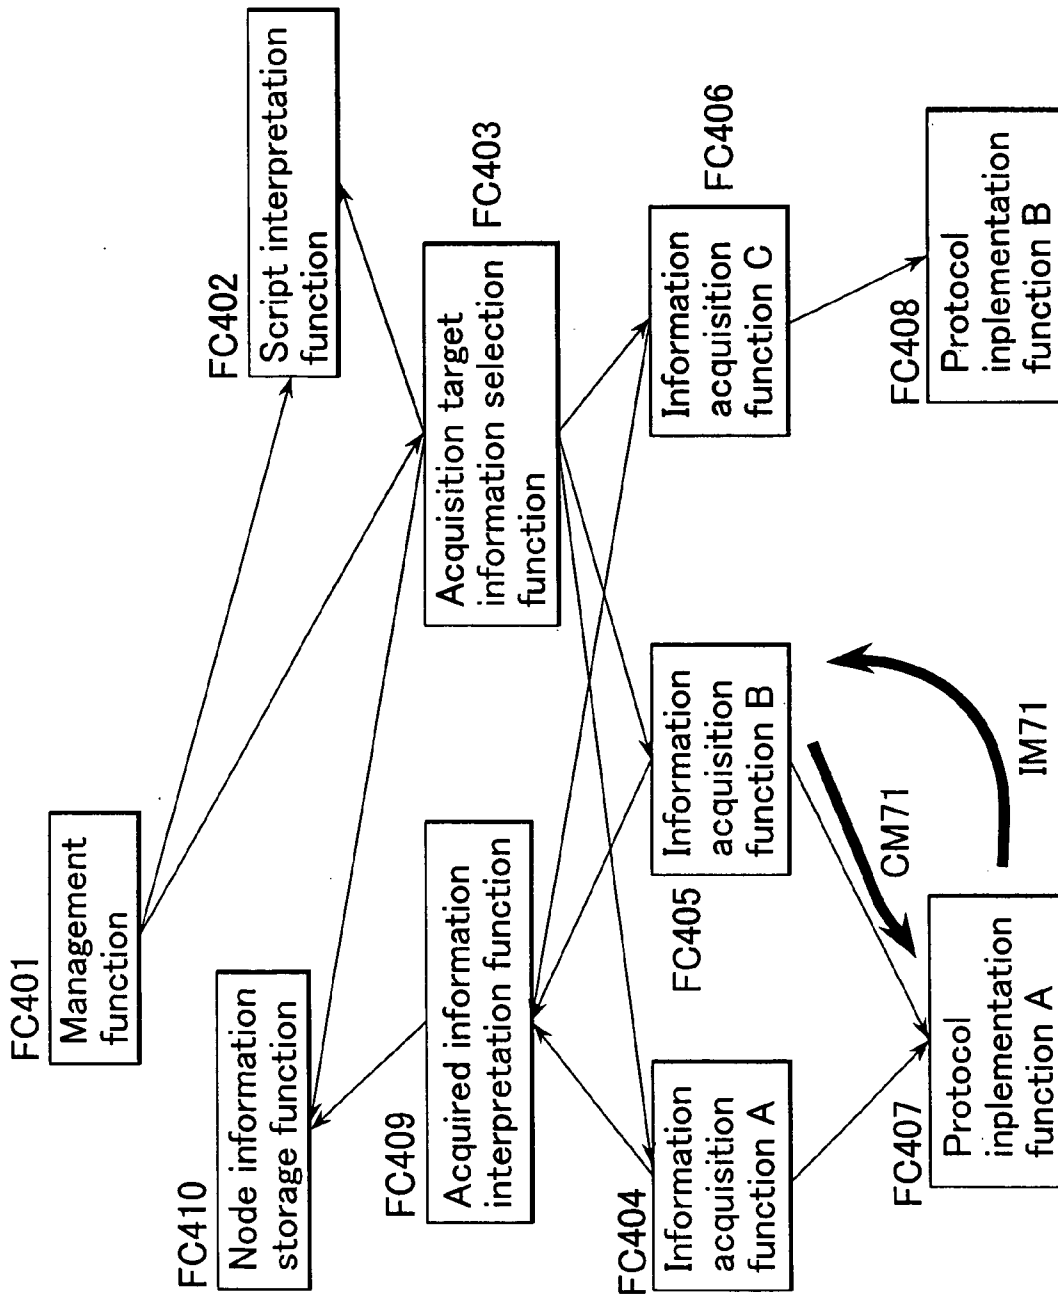 FC401
Management
function
FC402
Script interpretation
function
FC410
Node information
storage function
FC403
Acquisition target
information selection
function
FC409
Acquired information
interpretation function
FC404
Information
acquisition
function A
FC405
Information
acquisition
function B
FC406
Information
acquisition
function C
CM71
IM71
FC407
Protocol
inplementation
function A
FC408
Protocol
inplementation
function B